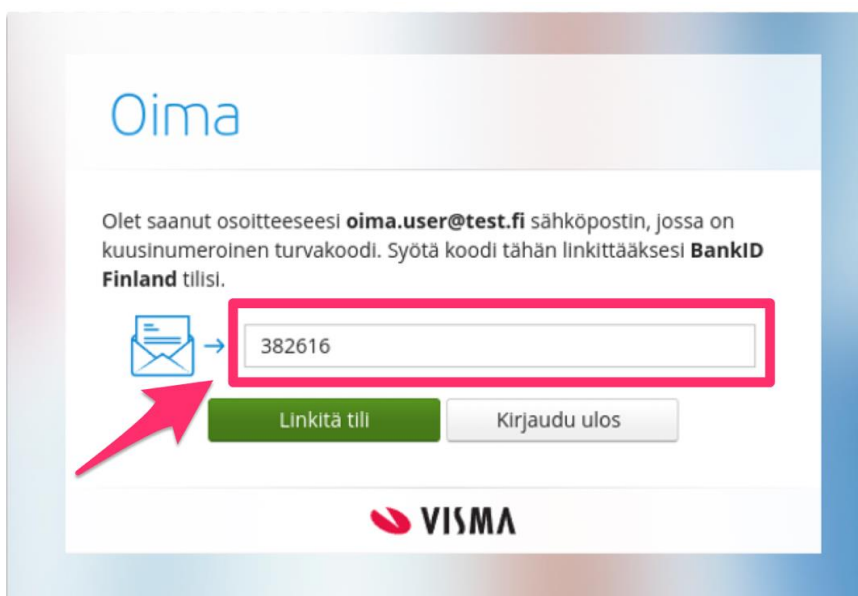 Oima
Olet saanut osoitteeseesi oima.user@test.fi sähköpostin, jossa on
kuusinumeroinen turvakoodi. Syötä koodi tähän linkittääksesi BankID
Finland tilisi.
382616
Linkitä tili Kirjaudu ulos
VISMA